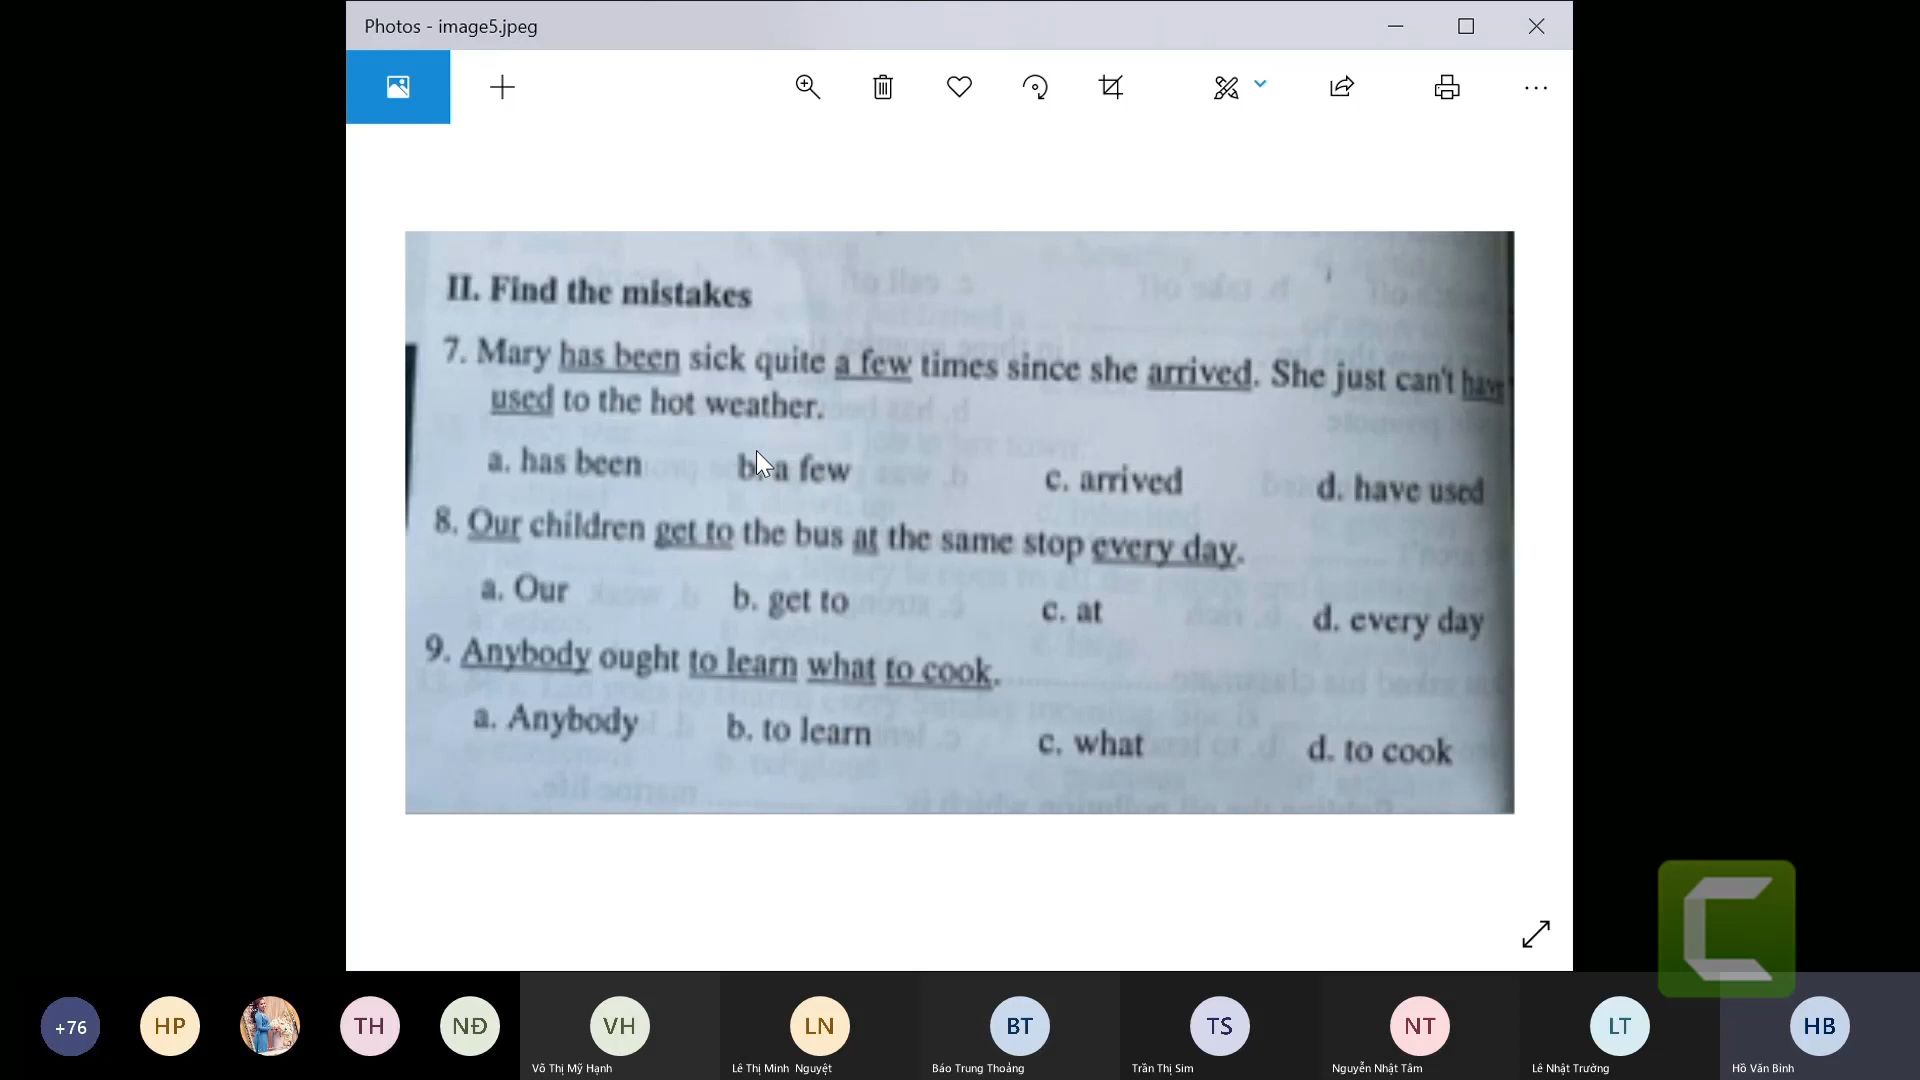 Photos - image5.jpeg
II. Find the mistakes
7. Mary has been sick quite a few times since she arrived. She just can't have
used to the hot weather.
a. has been b. a few c. arrived d. have used
8. Our children get to the bus at the same stop every day.
a. Our b. get to c. at d. every day
9. Anybody ought to learn what to cook.
a. Anybody b. to learn c. what d. to cook
+76 HP TH NĐ VH LN BT TS NT LT HB
Võ Thị Mỹ Hạnh Lê Thị Minh Nguyệt Báo Trung Thoảng Trần Thị Sim Nguyễn Nhật Tâm Lê Nhật Trường Hồ Văn Bình